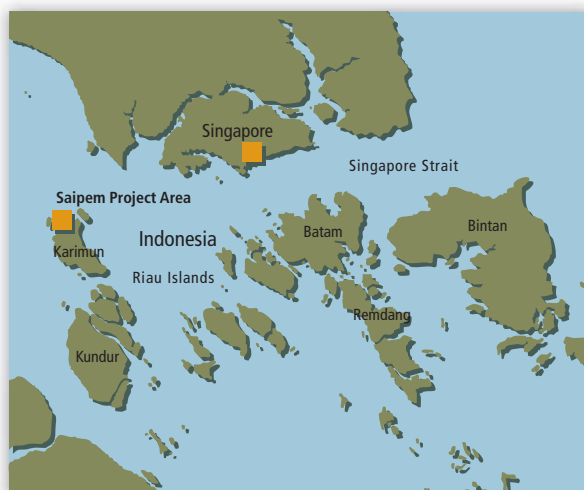 Singapore
Singapore Strait
Saipem Project Area
Karimun
Indonesia
Batam
Bintan
Riau Islands
Remdang
Kundur